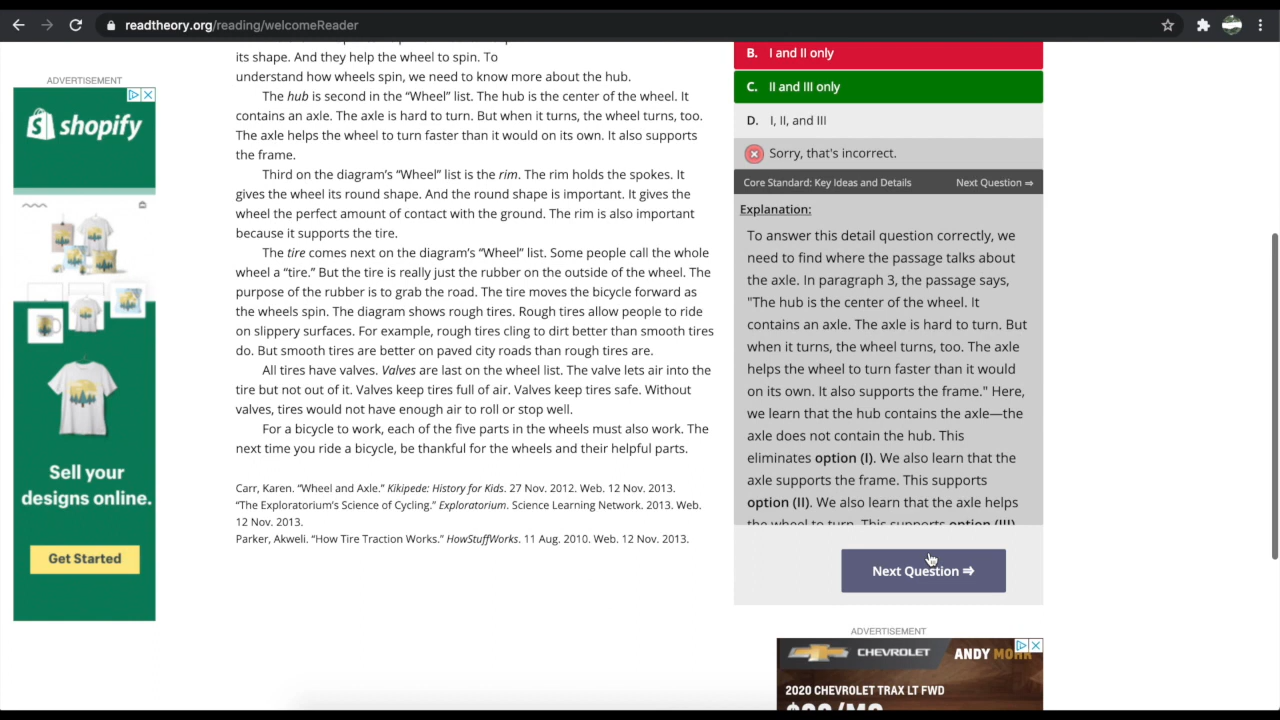 readtheory.org/reading/welcomeReader
ADVERTISEMENT
shopify
Sell your
designs online.
Get Started
its shape. And they help the wheel to spin. To
understand how wheels spin, we need to know more about the hub.
The hub is second in the “Wheel” list. The hub is the center of the wheel. It
contains an axle. The axle is hard to turn. But when it turns, the wheel turns, too.
The axle helps the wheel to turn faster than it would on its own. It also supports
the frame.
Third on the diagram’s “Wheel” list is the rim. The rim holds the spokes. It
gives the wheel its round shape. And the round shape is important. It gives the
wheel the perfect amount of contact with the ground. The rim is also important
because it supports the tire.
The tire comes next on the diagram’s “Wheel” list. Some people call the whole
wheel a “tire.” But the tire is really just the rubber on the outside of the wheel. The
purpose of the rubber is to grab the road. The tire moves the bicycle forward as
the wheels spin. The diagram shows rough tires. Rough tires allow people to ride
on slippery surfaces. For example, rough tires cling to dirt better than smooth tires
do. But smooth tires are better on paved city roads than rough tires are.
All tires have valves. Valves are last on the wheel list. The valve lets air into the
tire but not out of it. Valves keep tires full of air. Valves keep tires safe. Without
valves, tires would not have enough air to roll or stop well.
For a bicycle to work, each of the five parts in the wheels must also work. The
next time you ride a bicycle, be thankful for the wheels and their helpful parts.
Carr, Karen. “Wheel and Axle.” Kikipede: History for Kids. 27 Nov. 2012. Web. 12 Nov. 2013.
“The Exploratorium’s Science of Cycling.” Exploratorium. Science Learning Network. 2013. Web.
12 Nov. 2013.
Parker, Akweli. “How Tire Traction Works.” HowStuffWorks. 11 Aug. 2010. Web. 12 Nov. 2013.
B. I and II only
C. II and III only
D. I, II, and III
Sorry, that's incorrect.
Core Standard: Key Ideas and Details Next Question ⇒
Explanation:
To answer this detail question correctly, we
need to find where the passage talks about
the axle. In paragraph 3, the passage says,
"The hub is the center of the wheel. It
contains an axle. The axle is hard to turn. But
when it turns, the wheel turns, too. The axle
helps the wheel to turn faster than it would
on its own. It also supports the frame." Here,
we learn that the hub contains the axle—the
axle does not contain the hub. This
eliminates option (I). We also learn that the
axle supports the frame. This supports
option (II). We also learn that the axle helps
the wheel to turn. This supports option (III).
Next Question ⇒
ADVERTISEMENT
CHEVROLET ANDY MOHR
2020 CHEVROLET TRAX LT FWD